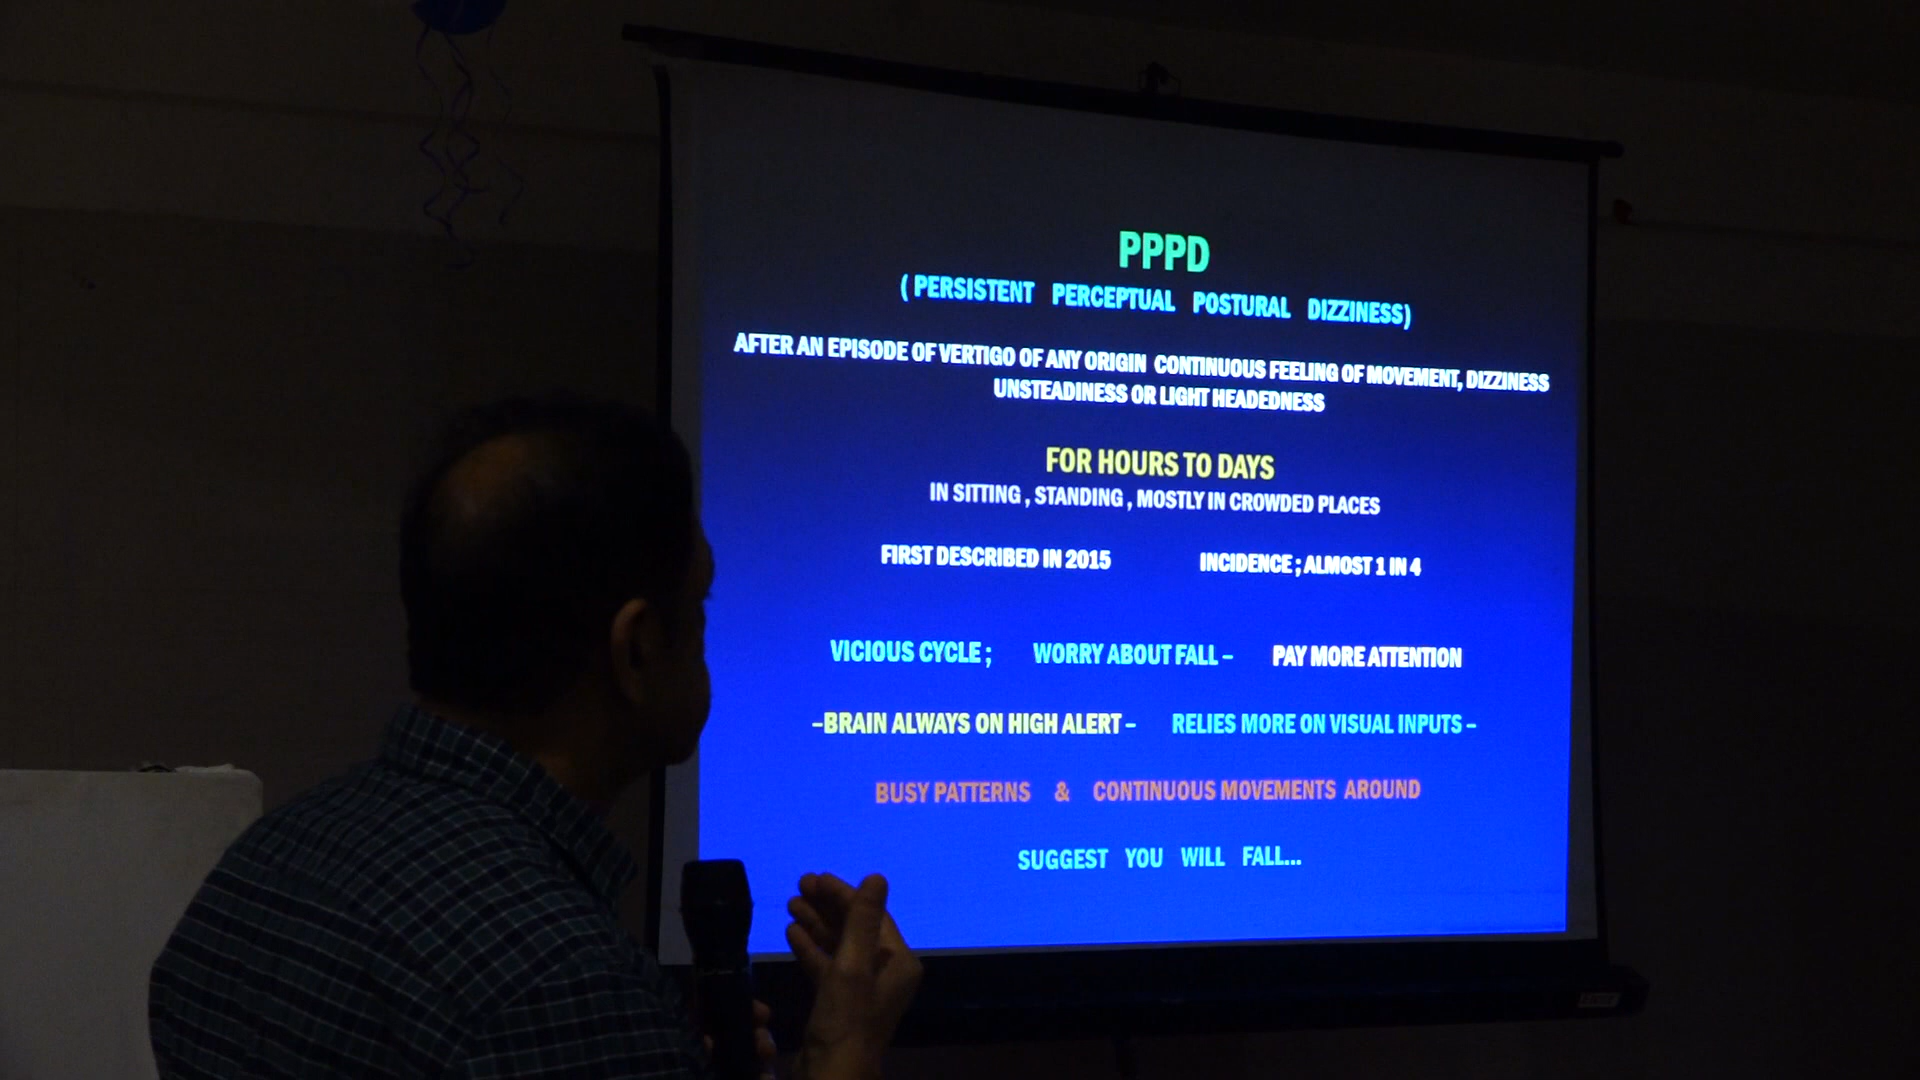 PPPD
( PERSISTENT PERCEPTUAL POSTURAL DIZZINESS)
AFTER AN EPISODE OF VERTIGO OF ANY ORIGIN CONTINUOUS FEELING OF MOVEMENT, DIZZINESS
UNSTEADINESS OR LIGHT HEADEDNESS
FOR HOURS TO DAYS
IN SITTING , STANDING , MOSTLY IN CROWDED PLACES
FIRST DESCRIBED IN 2015 INCIDENCE ; ALMOST 1 IN 4
VICIOUS CYCLE ; WORRY ABOUT FALL – PAY MORE ATTENTION
–BRAIN ALWAYS ON HIGH ALERT – RELIES MORE ON VISUAL INPUTS –
BUSY PATTERNS & CONTINUOUS MOVEMENTS AROUND
SUGGEST YOU WILL FALL...